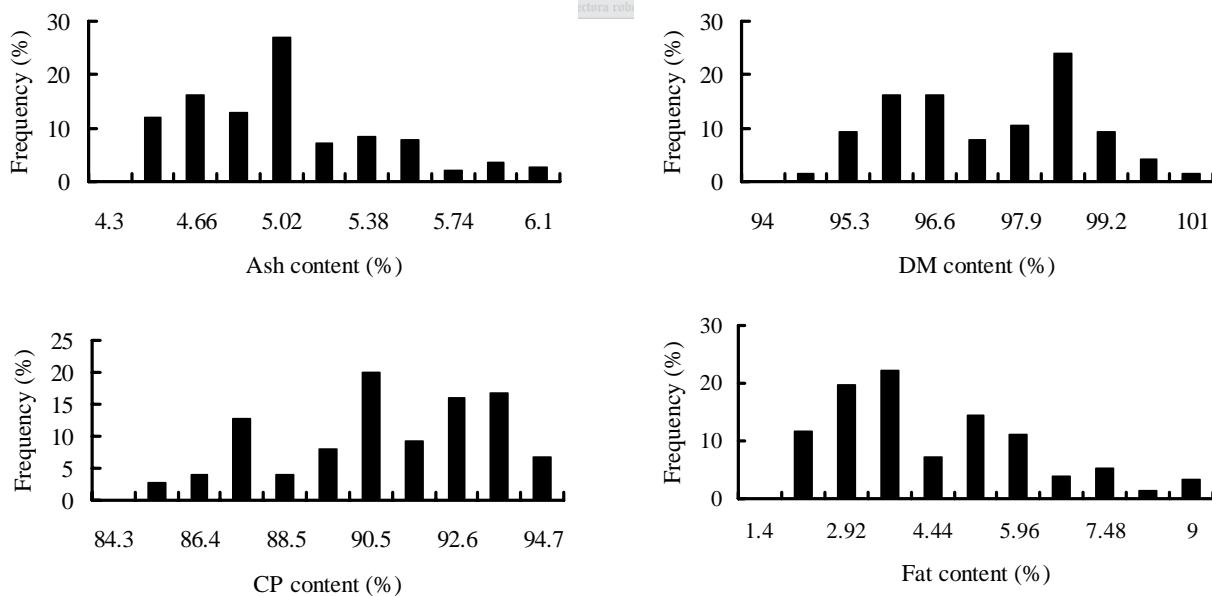 ectora rob
30
20
10
0
Frequency (%)
4.3 4.66 5.02 5.38 5.74 6.1
Ash content (%)
30
20
10
0
Frequency (%)
94 95.3 96.6 97.9 99.2 101
DM content (%)
25
20
15
10
5
0
Frequency (%)
84.3 86.4 88.5 90.5 92.6 94.7
CP content (%)
30
20
10
0
Frequency (%)
1.4 2.92 4.44 5.96 7.48 9
Fat content (%)